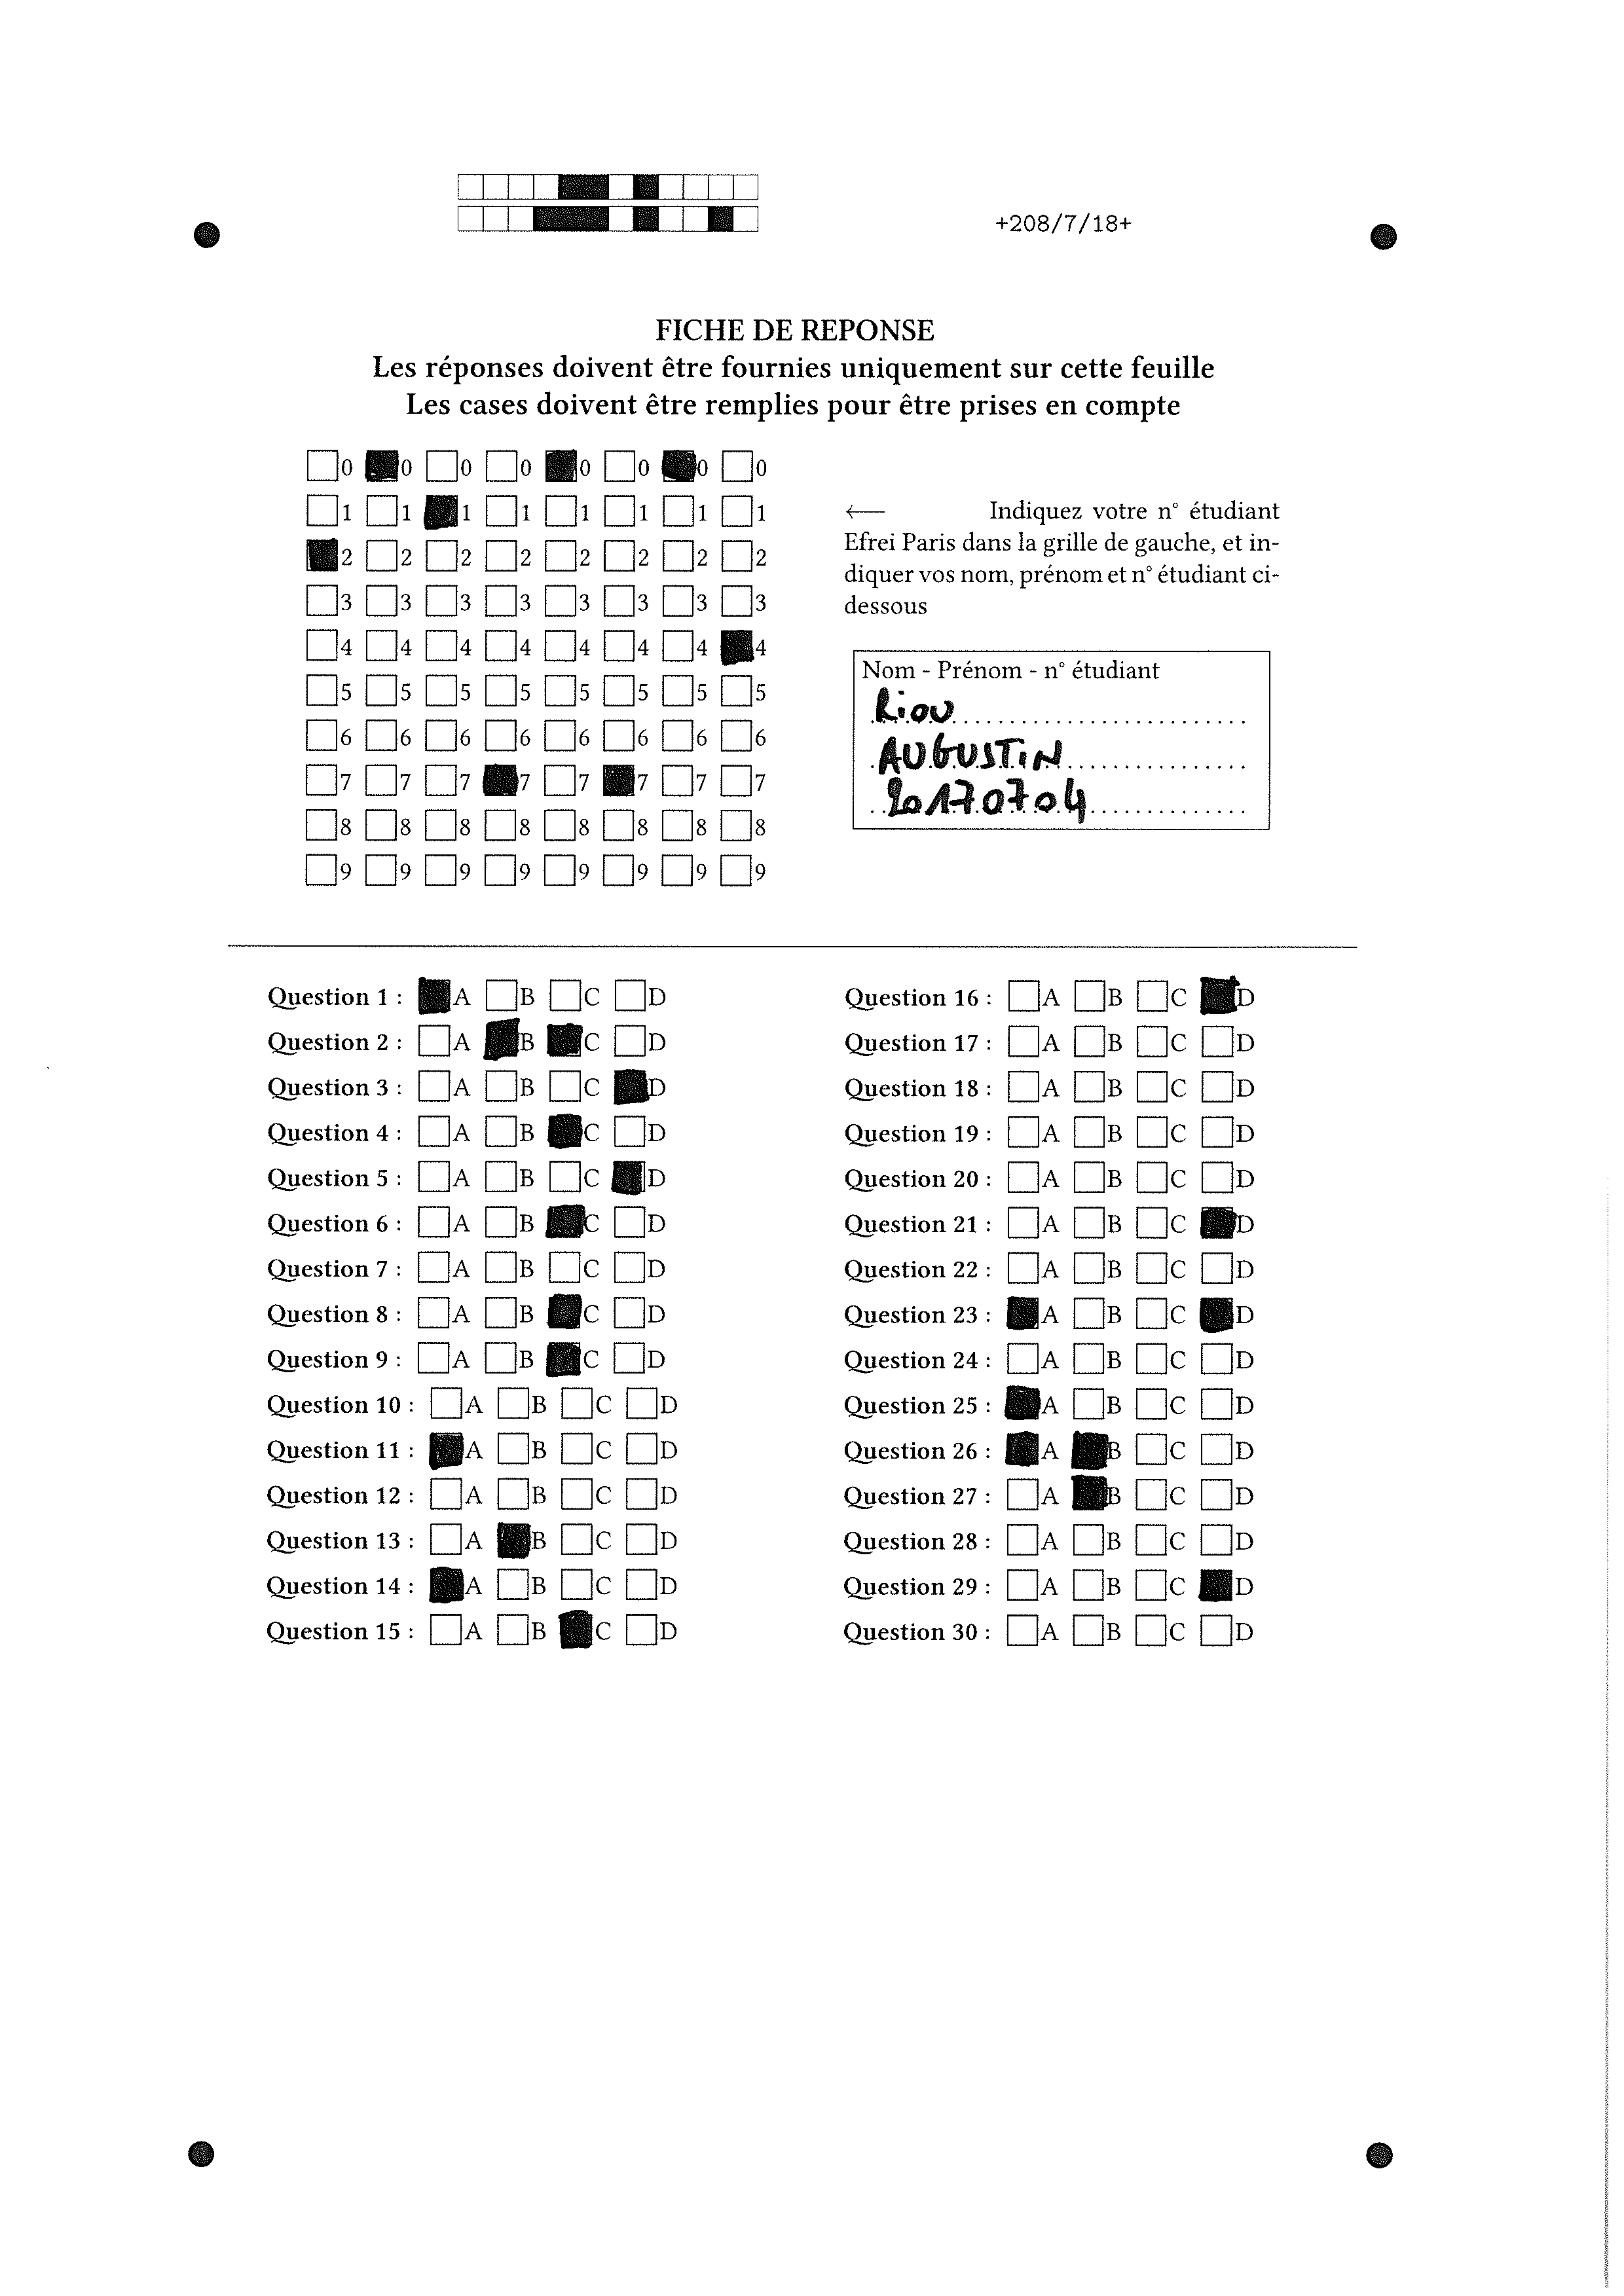 +208/7/18+
FICHE DE REPONSE
Les réponses doivent être fournies uniquement sur cette feuille
Les cases doivent être remplies pour être prises en compte
0 0 0 0 0 0 0 0
1 1 1 1 1 1 1 1
2 2 2 2 2 2 2 2
3 3 3 3 3 3 3 3
4 4 4 4 4 4 4 4
5 5 5 5 5 5 5 5
6 6 6 6 6 6 6 6
7 7 7 7 7 7 7 7
8 8 8 8 8 8 8 8
9 9 9 9 9 9 9 9
← Indiquez votre n° étudiant
Efrei Paris dans la grille de gauche, et in-
diquer vos nom, prénom et n° étudiant ci-
dessous
Nom - Prénom - n° étudiant
Riou
AUGUSTIN
20170704
Question 1 : A B C D
Question 2 : A B C D
Question 3 : A B C D
Question 4 : A B C D
Question 5 : A B C D
Question 6 : A B C D
Question 7 : A B C D
Question 8 : A B C D
Question 9 : A B C D
Question 10 : A B C D
Question 11 : A B C D
Question 12 : A B C D
Question 13 : A B C D
Question 14 : A B C D
Question 15 : A B C D
Question 16 : A B C D
Question 17 : A B C D
Question 18 : A B C D
Question 19 : A B C D
Question 20 : A B C D
Question 21 : A B C D
Question 22 : A B C D
Question 23 : A B C D
Question 24 : A B C D
Question 25 : A B C D
Question 26 : A B C D
Question 27 : A B C D
Question 28 : A B C D
Question 29 : A B C D
Question 30 : A B C D